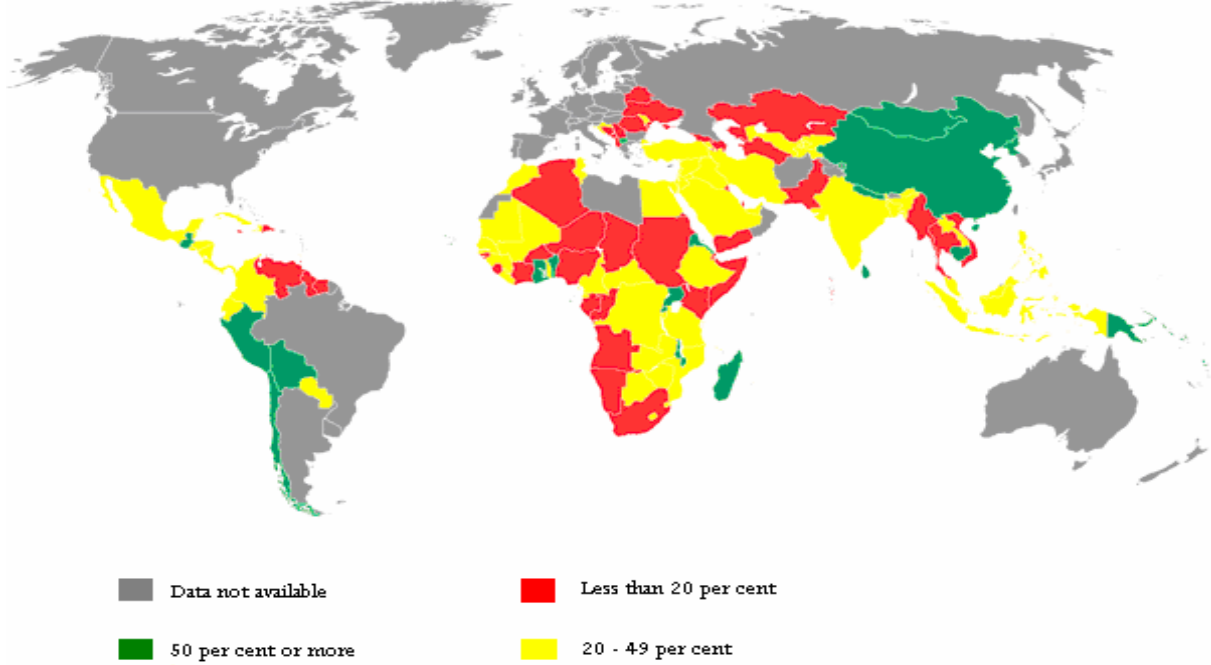 Data not available
Less than 20 per cent
50 per cent or more
20 - 49 per cent